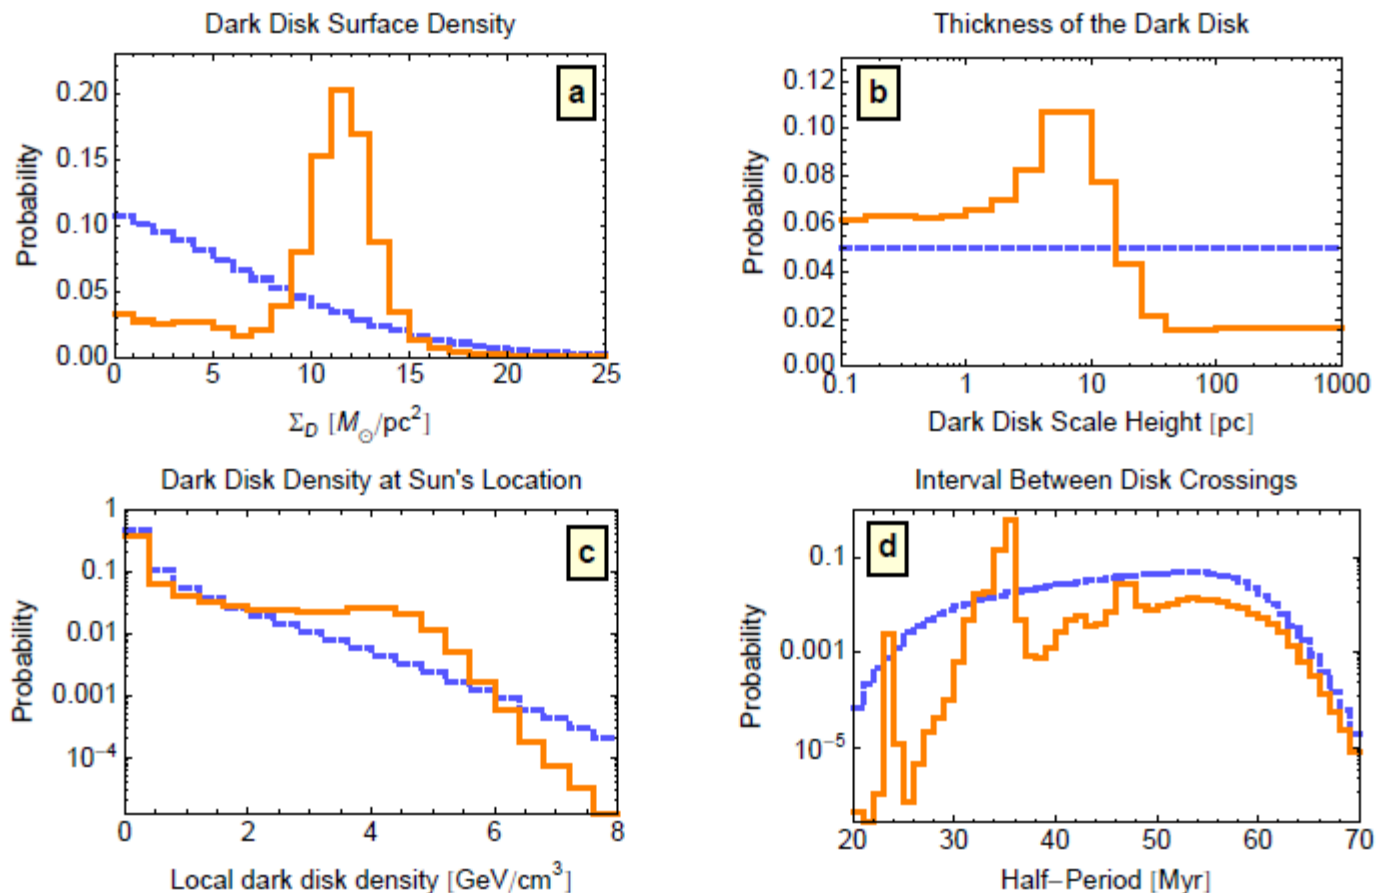 Dark Disk Surface Density
a
Probability
0.20
0.15
0.10
0.05
0.00
0 5 10 15 20 25
Σ_D [M_⊙/pc²]
Thickness of the Dark Disk
b
Probability
0.12
0.10
0.08
0.06
0.04
0.02
0.00
0.1 1 10 100 1000
Dark Disk Scale Height [pc]
Dark Disk Density at Sun's Location
c
Probability
1
0.1
0.01
0.001
10⁻⁴
0 2 4 6 8
Local dark disk density [GeV/cm³]
Interval Between Disk Crossings
d
Probability
0.1
0.001
10⁻⁵
20 30 40 50 60 70
Half−Period [Myr]